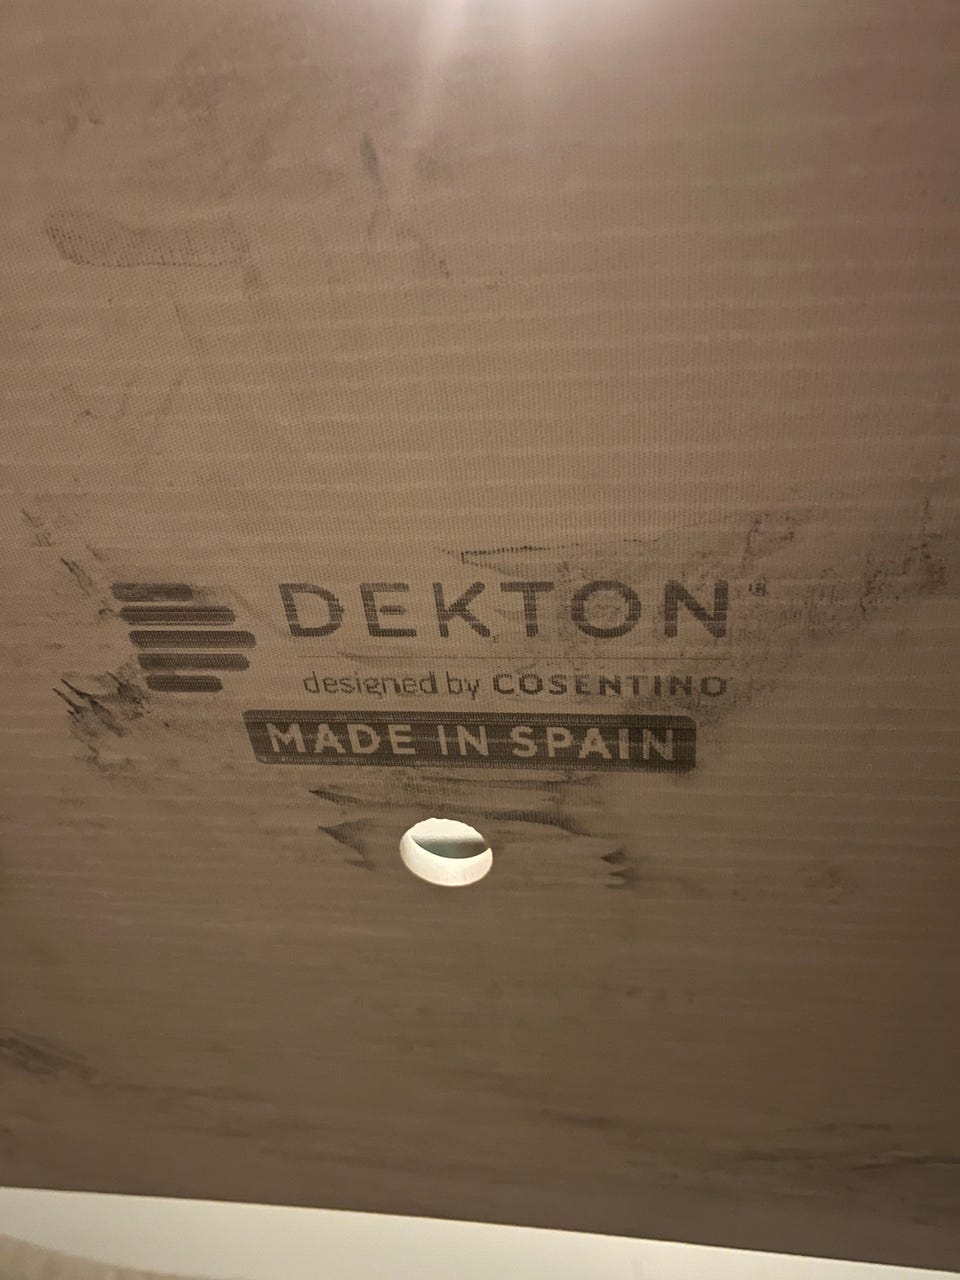 DEKTON®
designed by COSENTINO
MADE IN SPAIN